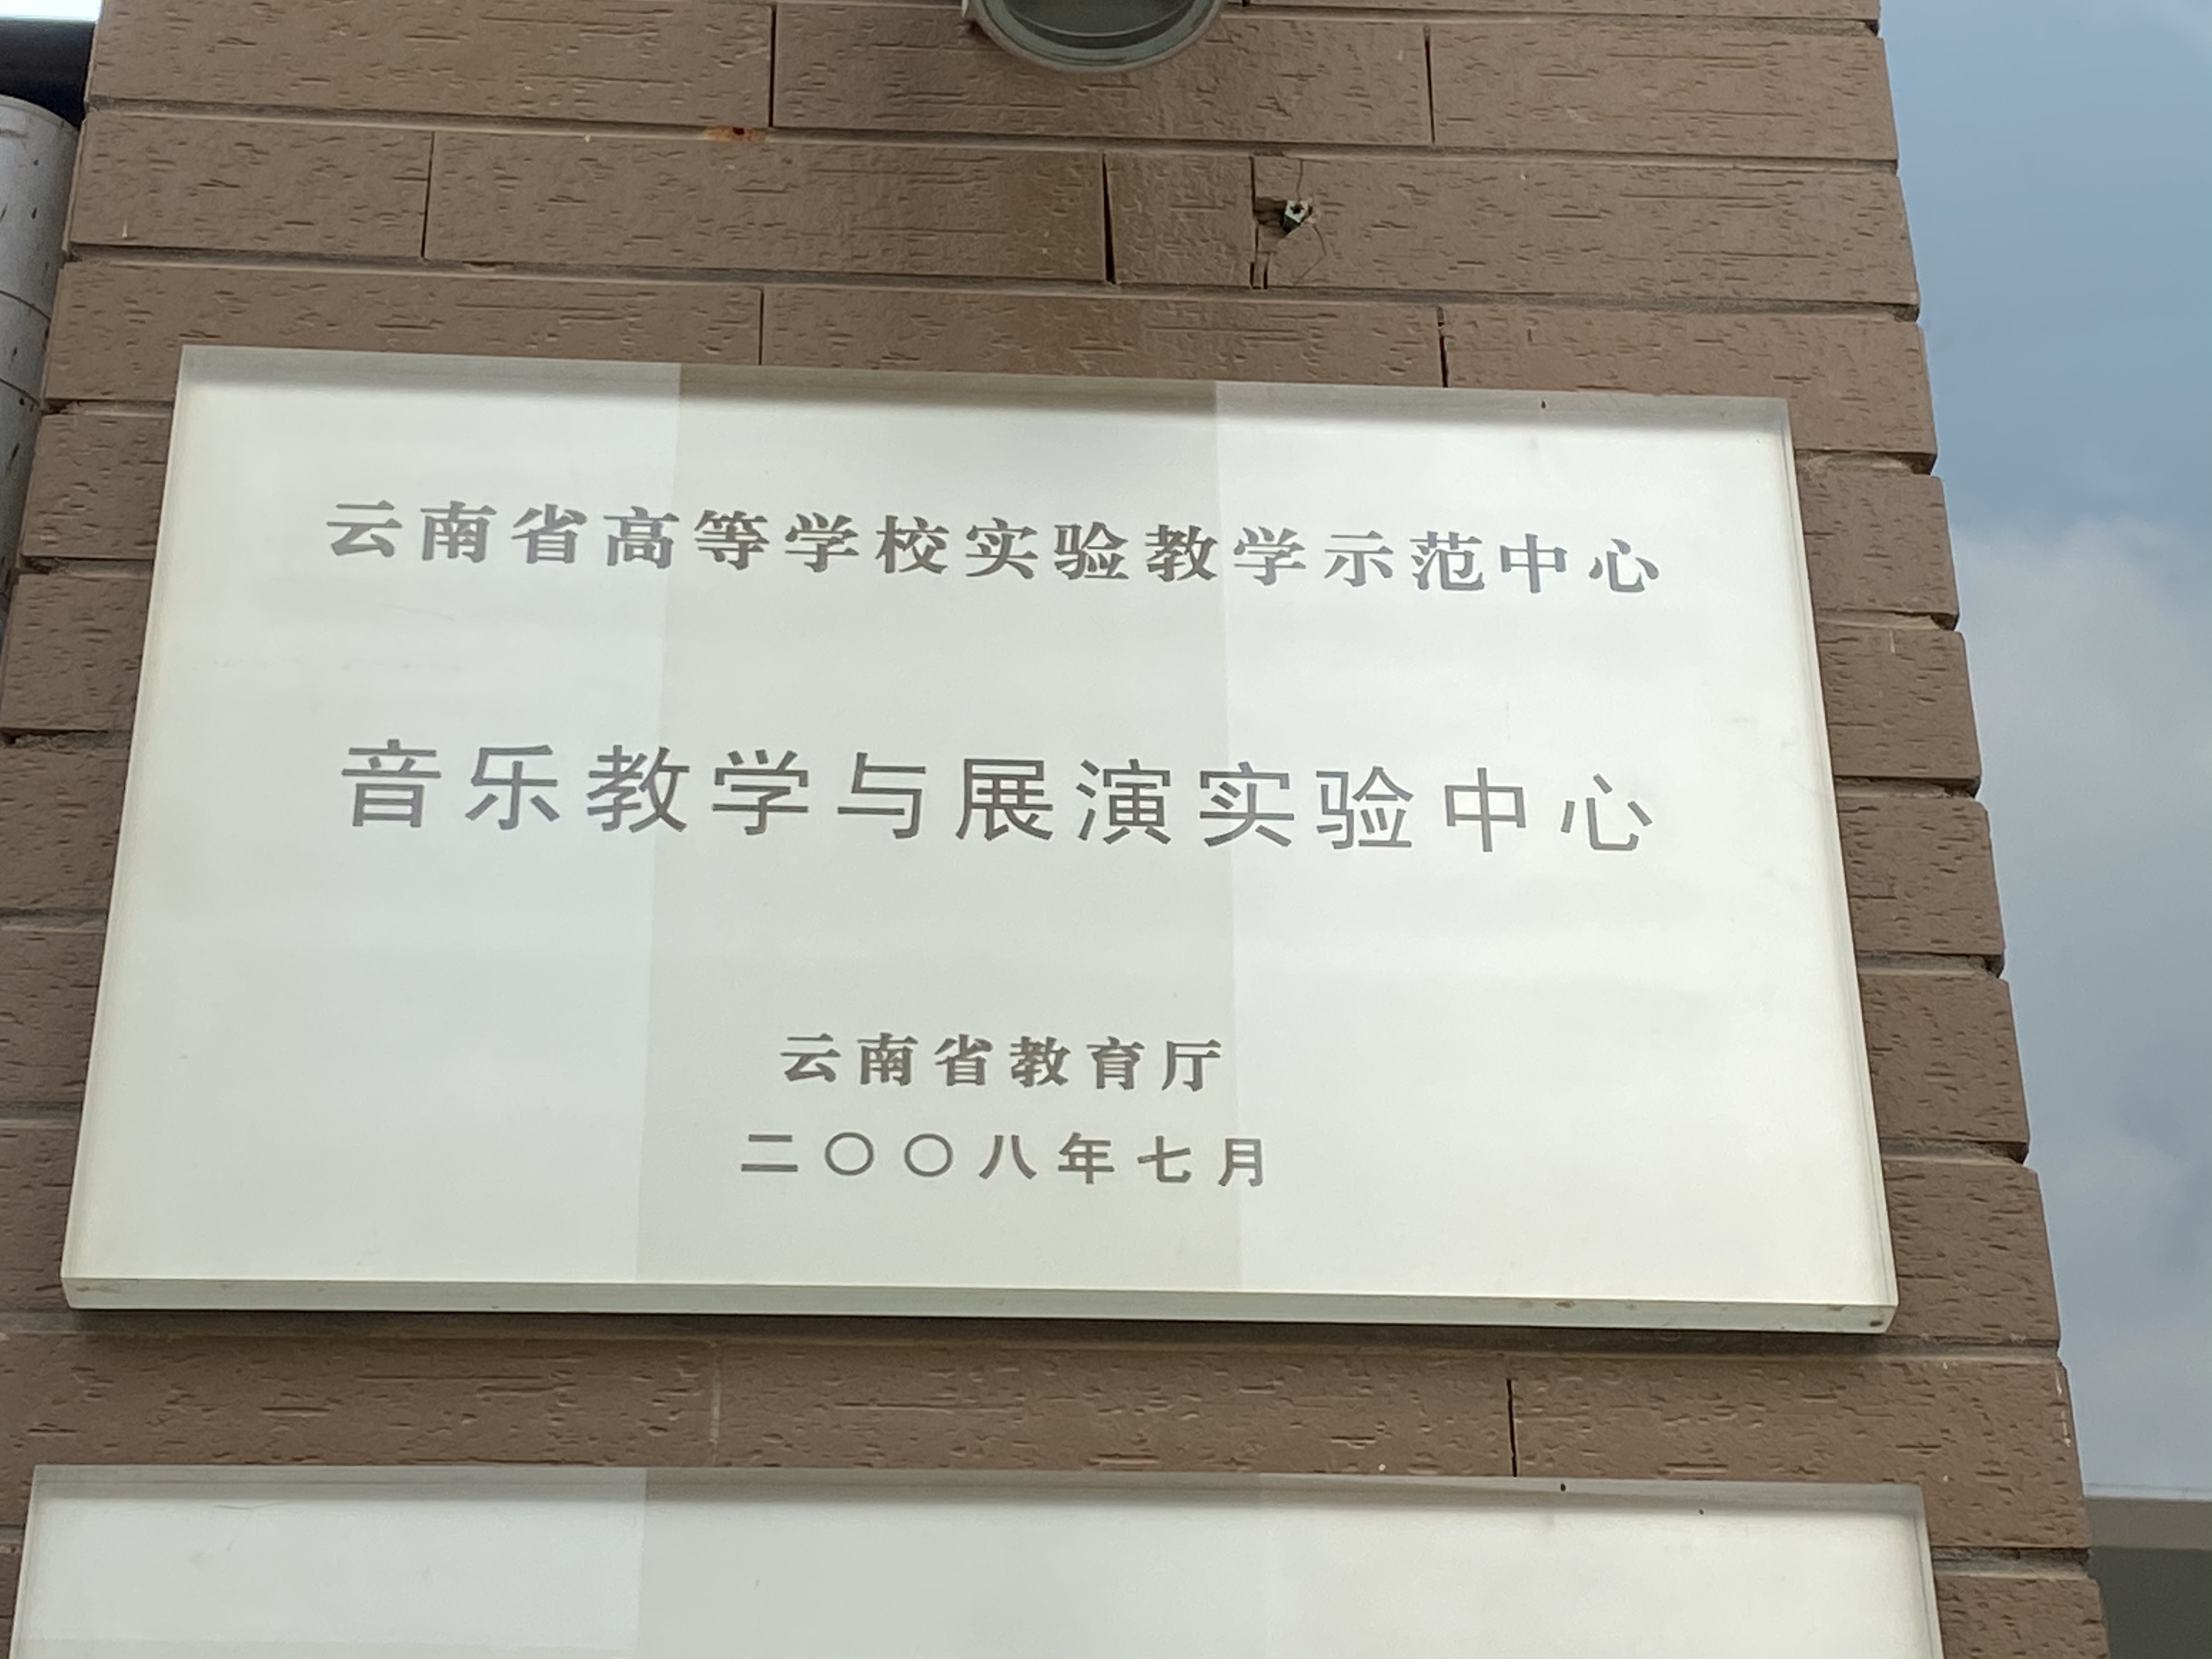 云南省高等学校实验教学示范中心
音乐教学与展演实验中心
云南省教育厅
二〇〇八年七月